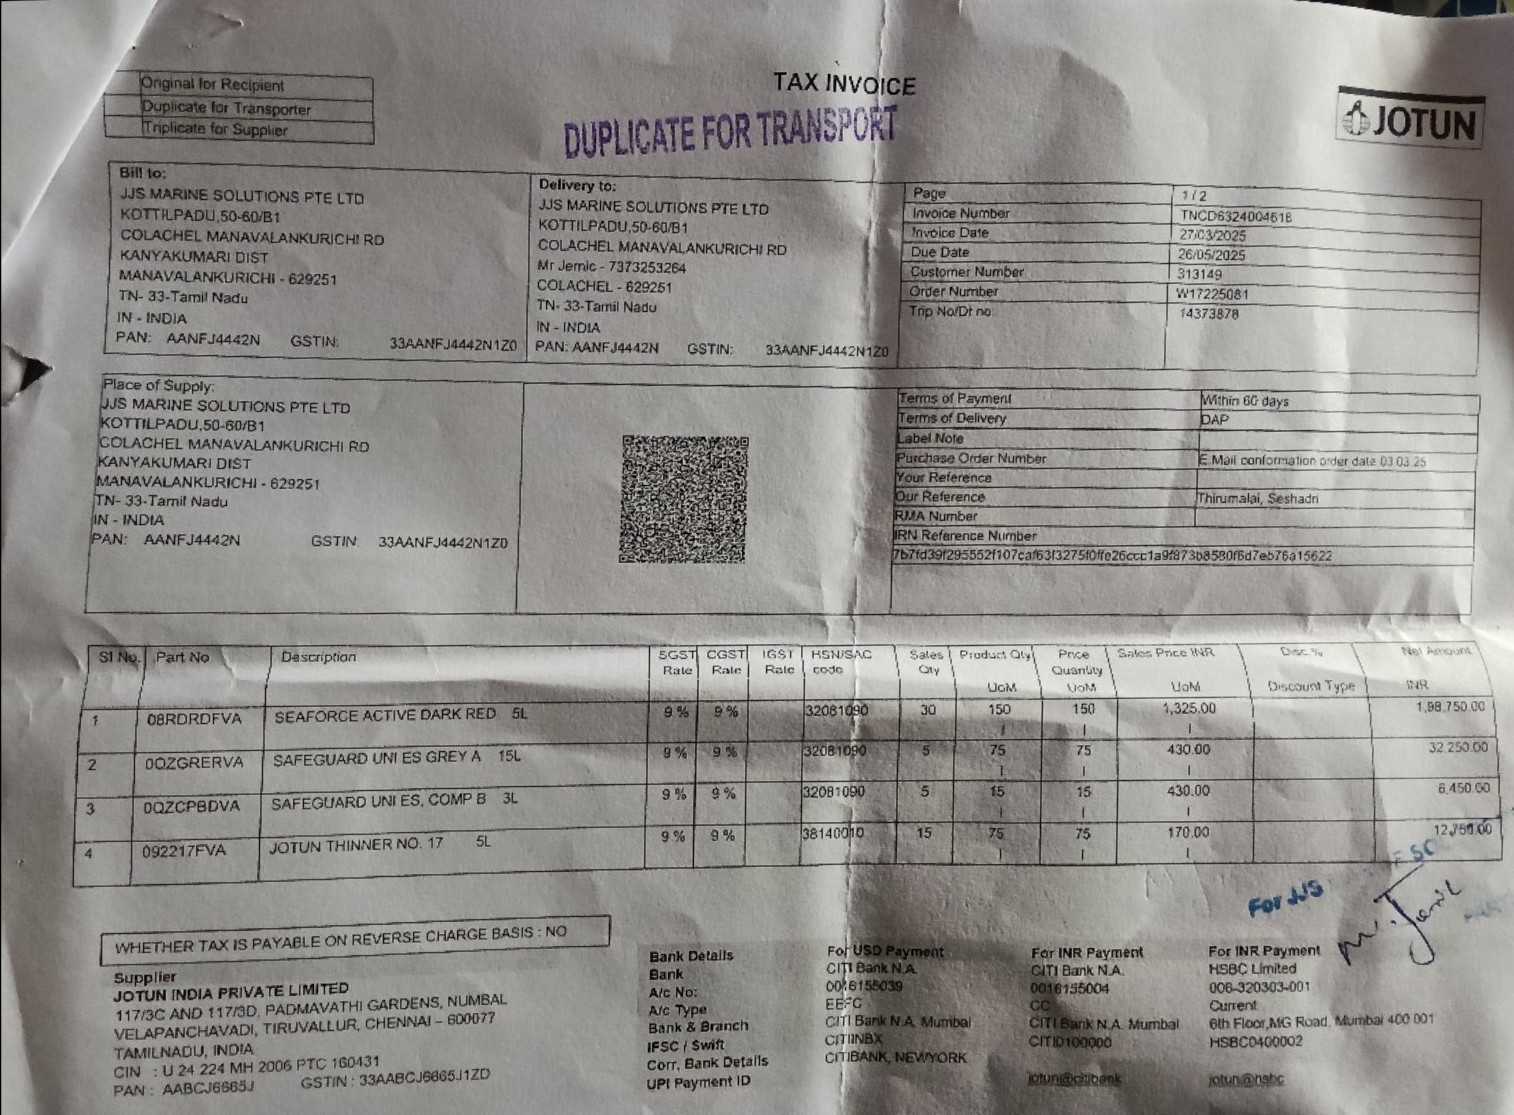 Original for Recipient
Duplicate for Transporter
Triplicate for Supplier
TAX INVOICE
DUPLICATE FOR TRANSPORT
JOTUN
Bill to:
JJS MARINE SOLUTIONS PTE LTD
KOTTILPADU,50-60/B1
COLACHEL MANAVALANKURICHI RD
KANYAKUMARI DIST
MANAVALANKURICHI - 629251
TN- 33-Tamil Nadu
IN - INDIA
PAN: AANFJ4442N GSTIN: 33AANFJ4442N1Z0
Delivery to:
JJS MARINE SOLUTIONS PTE LTD
KOTTILPADU,50-60/B1
COLACHEL MANAVALANKURICHI RD
Mr Jernic - 7373253264
COLACHEL - 629251
TN- 33-Tamil Nadu
IN - INDIA
PAN: AANFJ4442N GSTIN: 33AANFJ4442N1Z0
Page 1 / 2
Invoice Number TNCD6324004618
Invoice Date 27/03/2025
Due Date 26/05/2025
Customer Number 313149
Order Number W17225081
Trip No/Dt no 14373878
Place of Supply:
JJS MARINE SOLUTIONS PTE LTD
KOTTILPADU,50-60/B1
COLACHEL MANAVALANKURICHI RD
KANYAKUMARI DIST
MANAVALANKURICHI - 629251
TN- 33-Tamil Nadu
IN - INDIA
PAN: AANFJ4442N GSTIN: 33AANFJ4442N1Z0
Terms of Payment Within 60 days
Terms of Delivery DAP
Label Note
Purchase Order Number E.Mail conformation order date 03.03.25
Your Reference
Our Reference Thirumalai, Seshadri
RMA Number
IRN Reference Number
7b7fd39f295552f107caf63f3275f0ffe26ccc1a9f873b8580f6d7eb76a15622
Sl No. Part No Description SGST Rate CGST Rate IGST Rate HSN/SAC code Sales Qty Product Qty UoM Price Quantity UoM Sales Price INR UoM Disc.% Discount Type Net Amount INR
1 08RDRDFVA SEAFORCE ACTIVE DARK RED 5L 9 % 9 % 32081090 30 150 150 1,325.00 1,98,750.00
l l l
2 0QZGRERVA SAFEGUARD UNI ES GREY A 15L 9 % 9 % 32081090 5 75 75 430.00 32,250.00
l l l
3 0QZCPBDVA SAFEGUARD UNI ES, COMP B 3L 9 % 9 % 32081090 5 15 15 430.00 6,450.00
l l l
4 092217FVA JOTUN THINNER NO. 17 5L 9 % 9 % 38140010 15 75 75 170.00 12,750.00
l l l
For JJS
Mr. Jernic
WHETHER TAX IS PAYABLE ON REVERSE CHARGE BASIS : NO
Supplier
JOTUN INDIA PRIVATE LIMITED
117/3C AND 117/3D, PADMAVATHI GARDENS, NUMBAL
VELAPANCHAVADI, TIRUVALLUR, CHENNAI – 600077
TAMILNADU, INDIA
CIN : U 24 224 MH 2006 PTC 160431
PAN : AABCJ6665J GSTIN : 33AABCJ6665J1ZD
Bank Details For USD Payment For INR Payment For INR Payment
Bank CITI Bank N.A. CITI Bank N.A. HSBC Limited
A/c No: 0016155039 0016155004 006-320303-001
A/c Type EEFC CC Current
Bank & Branch CITI Bank N.A, Mumbai CITI Bank N.A Mumbai 6th Floor,MG Road, Mumbai 400 001
IFSC / Swift CITIINBX CITI0100000 HSBC0400002
Corr. Bank Details CITIBANK, NEWYORK
UPI Payment ID jotun@citibank jotun@hsbc